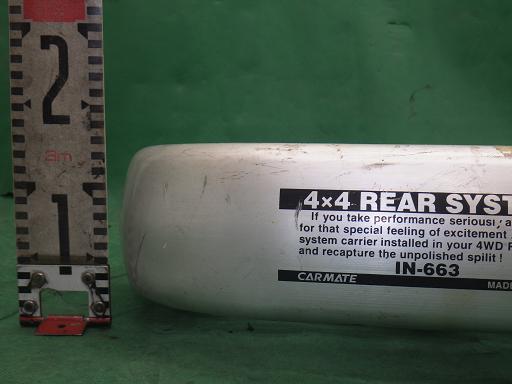 2
3m
1
4×4 REAR SYST
If you take performance seriousl, a
for that special feeling of excitement
system carrier installed in your 4WD R
and recapture the unpolished spilit !
IN-663
CARMATE
MADE